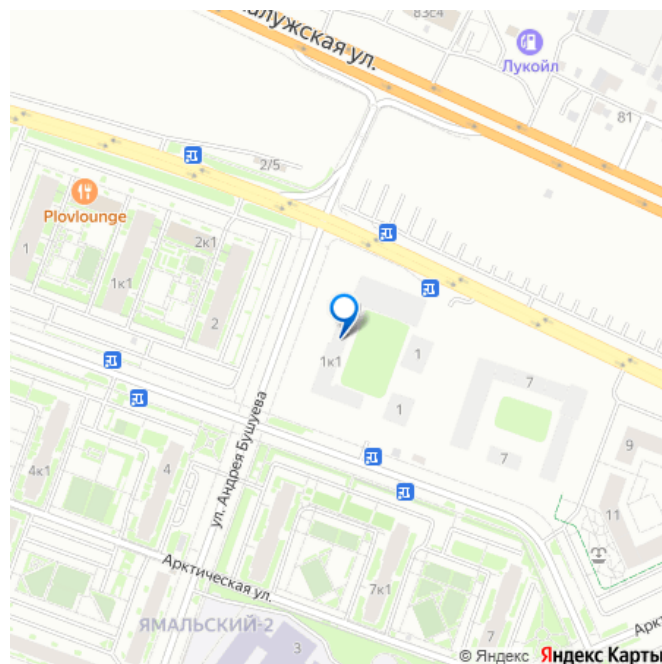 алужская ул.
83с4
Лукойл
81
2/5
Plovlounge
2к1
1
1к1
2
1к1
1
1
7
7
9
11
ул. Андрея Бушуева
4
4к1
Арктическая ул.
7к1
7
ЯМАЛЬСКИЙ-2
3
Аркт
© Яндекс Яндекс Карты